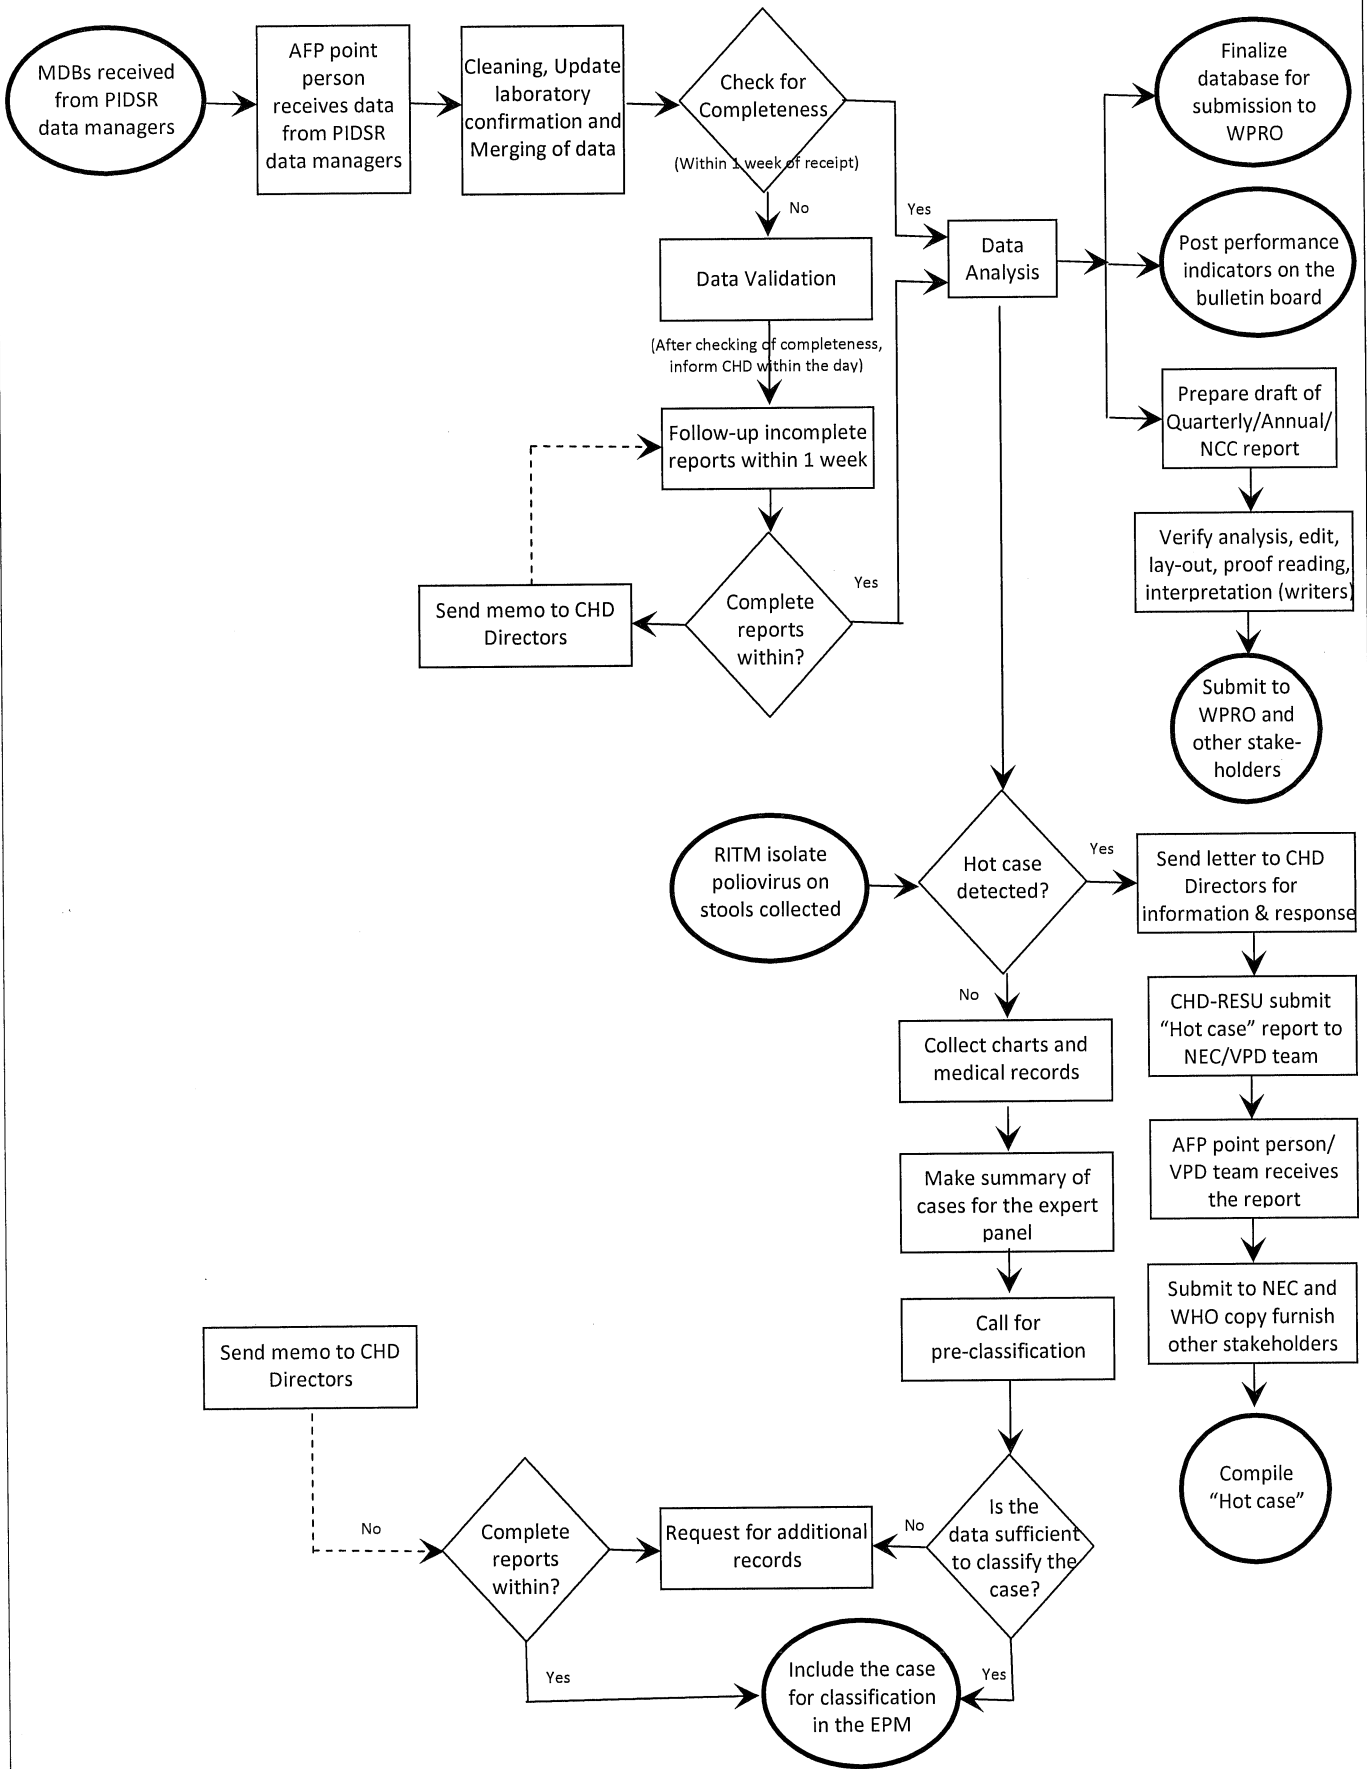 MDBs received
from PIDSR
data managers
AFP point
person
receives data
from PIDSR
data managers
Cleaning, Update
laboratory
confirmation and
Merging of data
Check for
Completeness
(Within 1 week of receipt)
No
Yes
Data Validation
(After checking of completeness,
inform CHD within the day)
Follow-up incomplete
reports within 1 week
Complete
reports
within?
Yes
Send memo to CHD
Directors
Data
Analysis
Finalize
database for
submission to
WPRO
Post performance
indicators on the
bulletin board
Prepare draft of
Quarterly/Annual/
NCC report
Verify analysis, edit,
lay-out, proof reading,
interpretation (writers)
Submit to
WPRO and
other stake-
holders
RITM isolate
poliovirus on
stools collected
Hot case
detected?
Yes
Send letter to CHD
Directors for
information & response
CHD-RESU submit
“Hot case” report to
NEC/VPD team
AFP point person/
VPD team receives
the report
Submit to NEC and
WHO copy furnish
other stakeholders
Compile
“Hot case”
No
Collect charts and
medical records
Make summary of
cases for the expert
panel
Call for
pre-classification
Is the
data sufficient
to classify the
case?
No
Request for additional
records
Complete
reports
within?
No
Send memo to CHD
Directors
Yes
Yes
Include the case
for classification
in the EPM